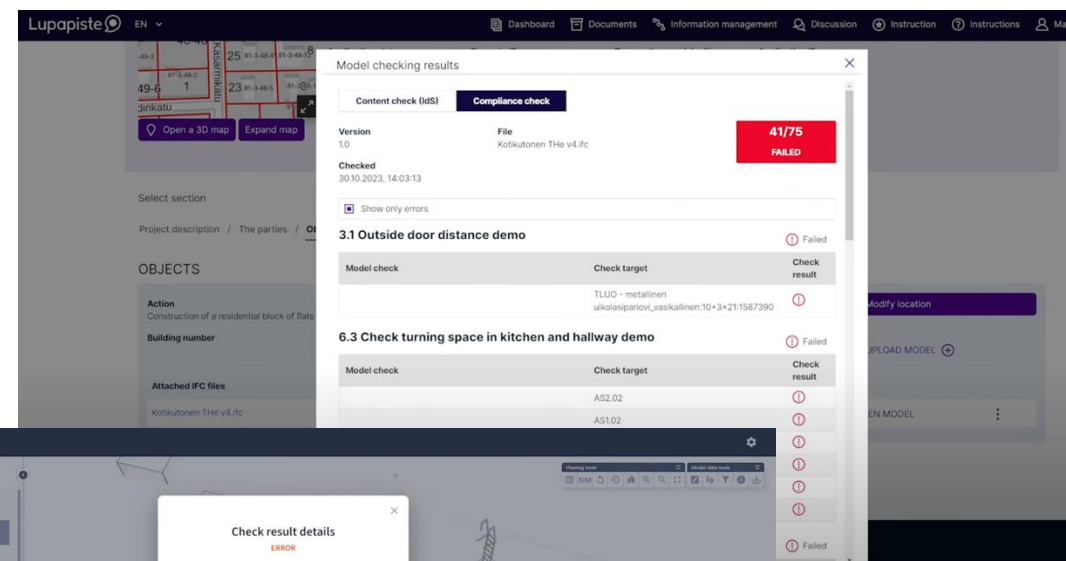 Lupapiste
EN
Dashboard
Documents
Information management
Discussion
Instruction
Instructions
25
23
49-6
1
Open a 3D map
Expand map
Select section
Project description / The parties /
OBJECTS
Action
Construction of a residential block of flats
Building number
Attached IFC files
Kotikutonen THe v4.ifc
Modify location
UPLOAD MODEL
Model checking results
Content check (IdS)
Compliance check
Version
1.0
File
Kotikutonen THe v4.ifc
41/75
FAILED
Checked
30.10.2023, 14:03:13
Show only errors
3.1 Outside door distance demo
Failed
Model check
Check target
Check result
TLUO - metallinen
ulkolasipariovi_vasikallinen:10+3×21:1587390
6.3 Check turning space in kitchen and hallway demo
Failed
Model check
Check target
Check result
AS2.02
AS1.02
Failed
Viewing tools
Model data tools
BIM
Check result details
ERROR